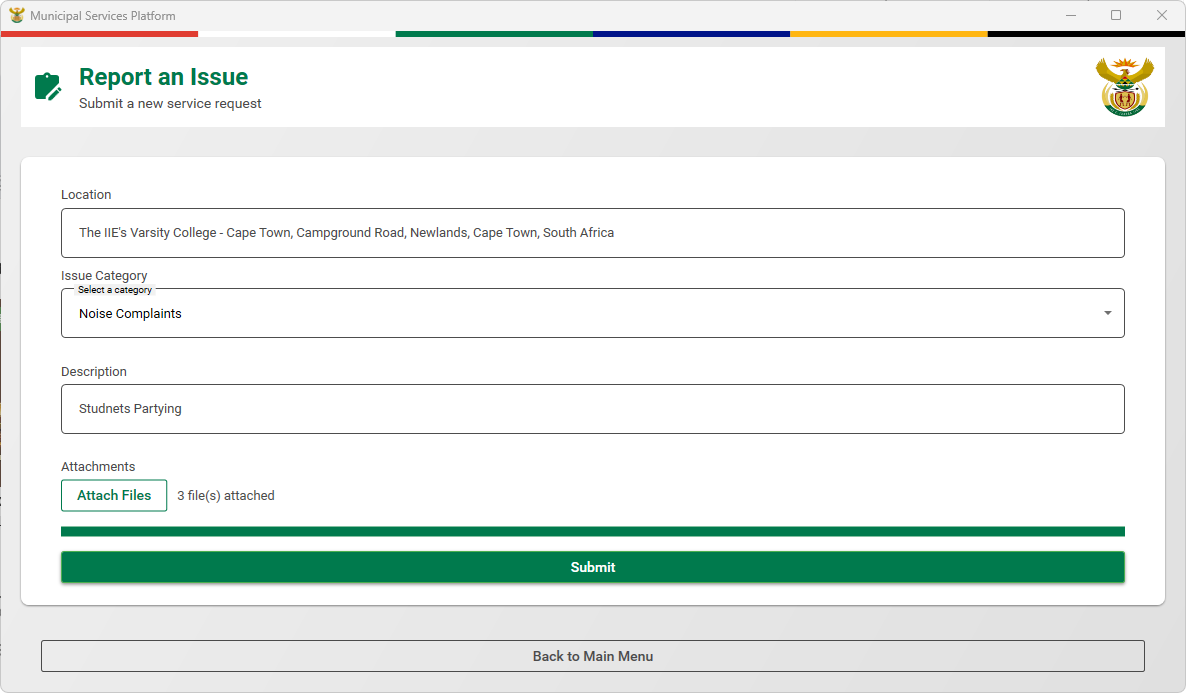 Municipal Services Platform
Report an Issue
Submit a new service request
Location
The IIE's Varsity College - Cape Town, Campground Road, Newlands, Cape Town, South Africa
Issue Category
Select a category
Noise Complaints
Description
Studnets Partying
Attachments
Attach Files 3 file(s) attached
Submit
Back to Main Menu